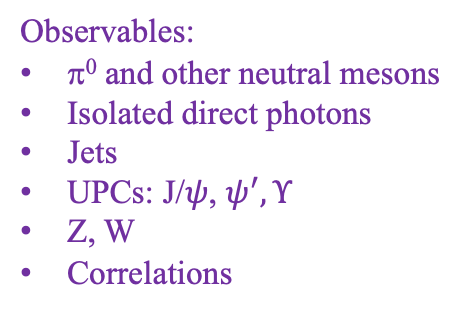 Observables:
• π⁰ and other neutral mesons
• Isolated direct photons
• Jets
• UPCs: J/ψ, ψ′, ϒ
• Z, W
• Correlations